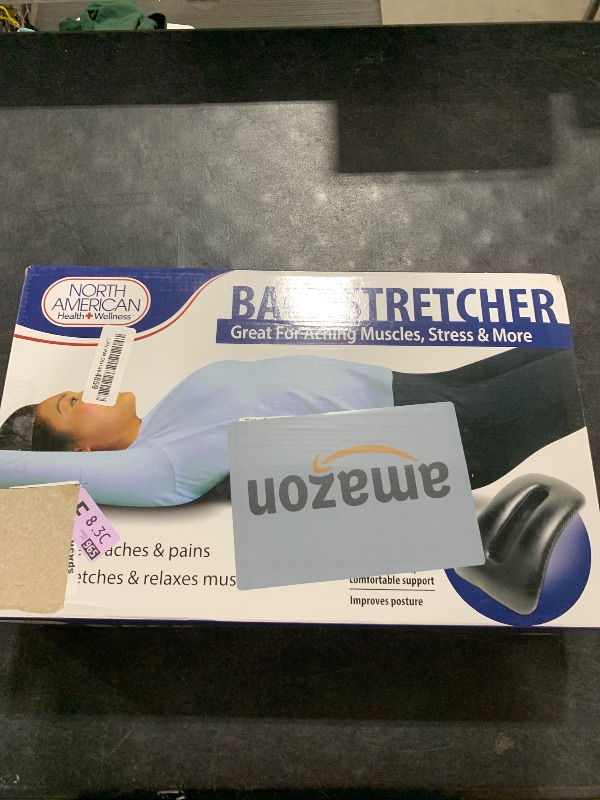 NORTH
AMERICAN
Health Wellness
STRETCHER
Great For Aching Muscles, Stress & More
amazon
8.3C
965
aches & pains
etches & relaxes mus
comfortable support
Improves posture